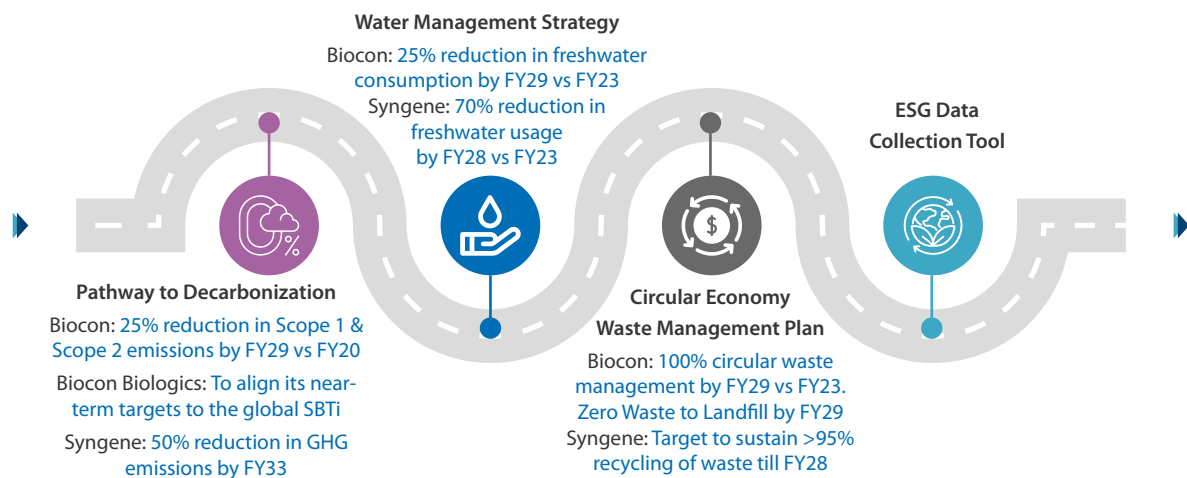 Water Management Strategy
Biocon: 25% reduction in freshwater
consumption by FY29 vs FY23
Syngene: 70% reduction in
freshwater usage
by FY28 vs FY23
ESG Data
Collection Tool
%
$
Pathway to Decarbonization
Biocon: 25% reduction in Scope 1 &
Scope 2 emissions by FY29 vs FY20
Biocon Biologics: To align its near-
term targets to the global SBTi
Syngene: 50% reduction in GHG
emissions by FY33
Circular Economy
Waste Management Plan
Biocon: 100% circular waste
management by FY29 vs FY23.
Zero Waste to Landfill by FY29
Syngene: Target to sustain >95%
recycling of waste till FY28